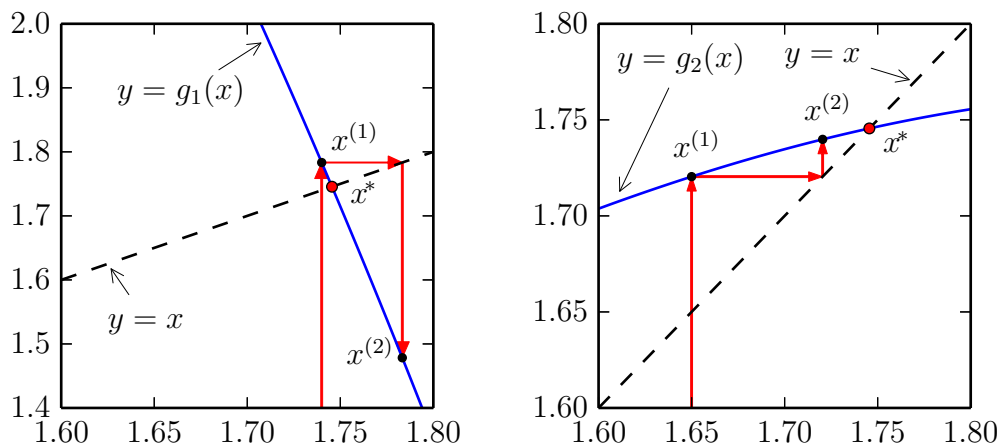 2.0
1.9
1.8
1.7
1.6
1.5
1.4
1.60 1.65 1.70 1.75 1.80
y = g₁(x)
x⁽¹⁾
x*
y = x
x⁽²⁾
1.80
1.75
1.70
1.65
1.60
1.60 1.65 1.70 1.75 1.80
y = g₂(x)
y = x
x⁽²⁾
x⁽¹⁾
x*